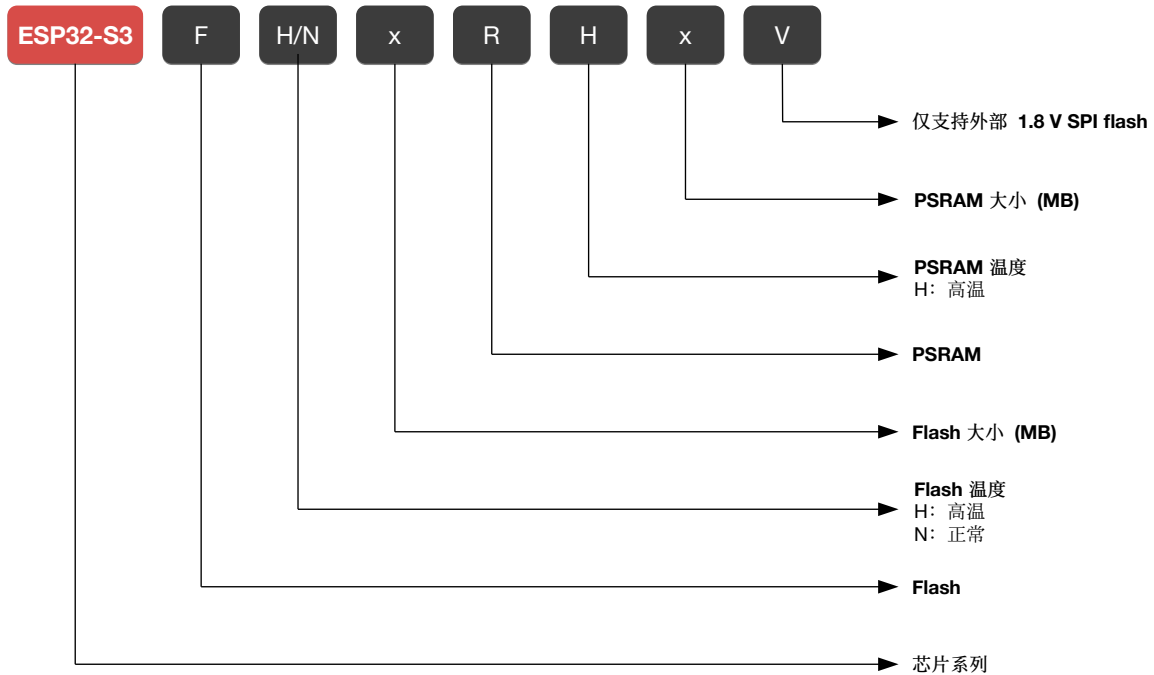 ESP32-S3 F H/N x R H x V
仅支持外部 1.8 V SPI flash
PSRAM 大小 (MB)
PSRAM 温度
H：高温
PSRAM
Flash 大小 (MB)
Flash 温度
H：高温
N：正常
Flash
芯片系列